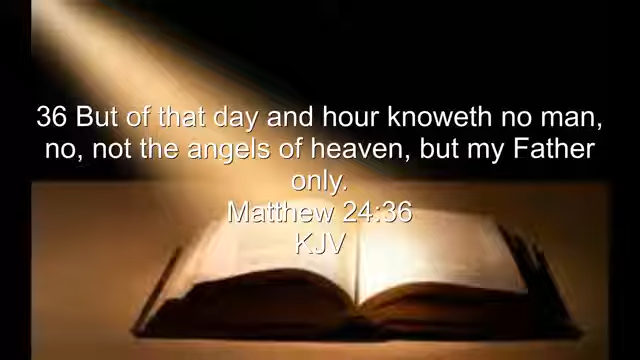 36 But of that day and hour knoweth no man,
no, not the angels of heaven, but my Father
only.
Matthew 24:36
KJV